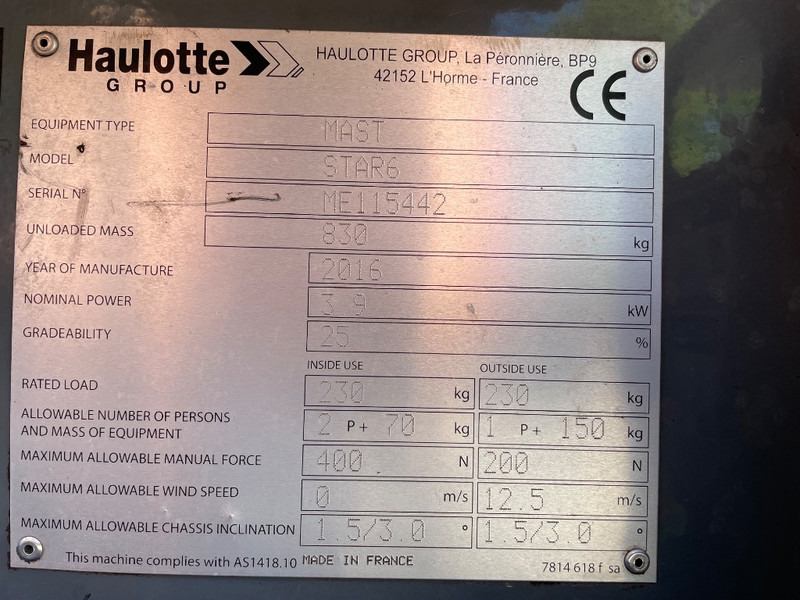 Haulotte
GROUP
HAULOTTE GROUP, La Péronnière, BP9
42152 L'Horme - France
CE
EQUIPMENT TYPE MAST
MODEL STAR6
SERIAL N° ME115442
UNLOADED MASS 830 kg
YEAR OF MANUFACTURE 2016
NOMINAL POWER 3 9 kW
GRADEABILITY 25 %
INSIDE USE OUTSIDE USE
RATED LOAD 230 kg 230 kg
ALLOWABLE NUMBER OF PERSONS
AND MASS OF EQUIPMENT 2 P+ 70 kg 1 P+ 150 kg
MAXIMUM ALLOWABLE MANUAL FORCE 400 N 200 N
MAXIMUM ALLOWABLE WIND SPEED 0 m/s 12.5 m/s
MAXIMUM ALLOWABLE CHASSIS INCLINATION 1.5/3.0 ° 1.5/3.0 °
This machine complies with AS1418.10 MADE IN FRANCE 7814 618 f sa